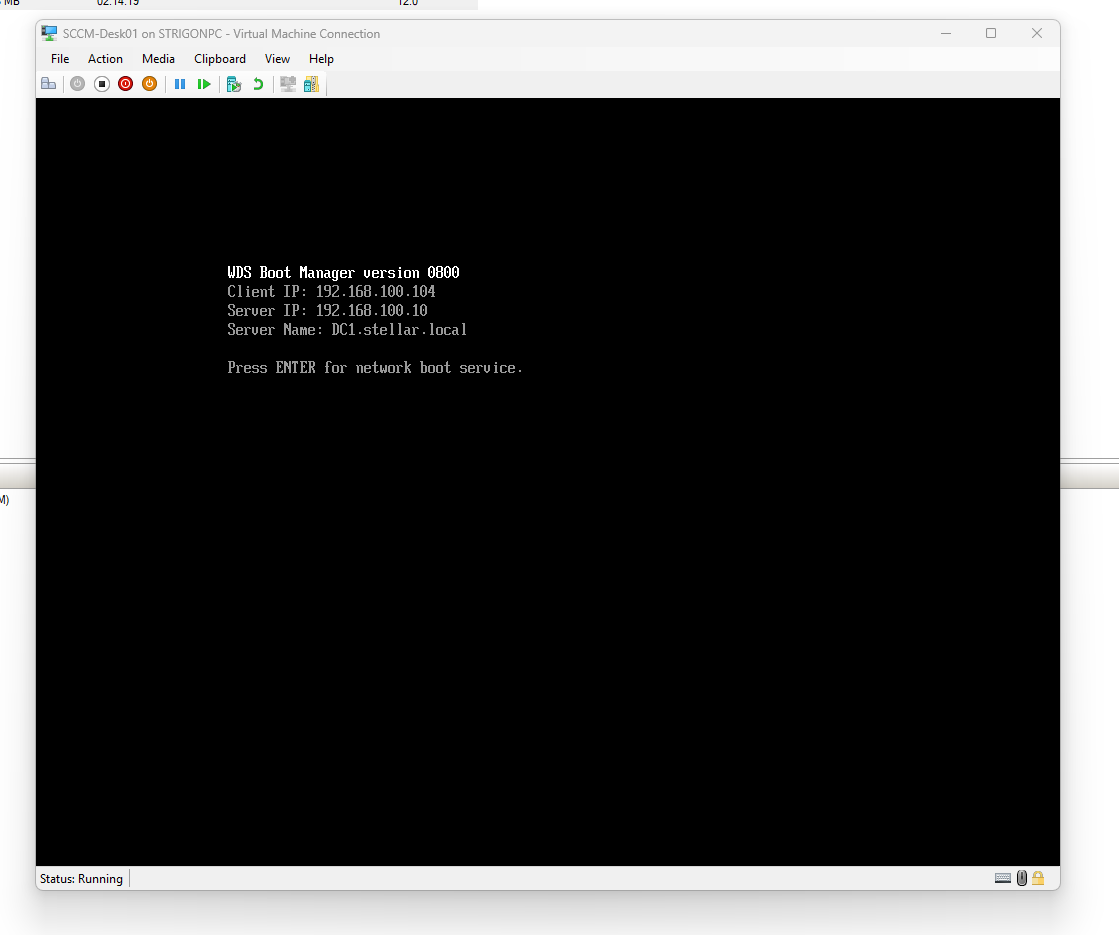 MB 02:14:19 12.0
SCCM-Desk01 on STRIGONPC - Virtual Machine Connection
File Action Media Clipboard View Help
WDS Boot Manager version 0800
Client IP: 192.168.100.104
Server IP: 192.168.100.10
Server Name: DC1.stellar.local
Press ENTER for network boot service.
M)
Status: Running